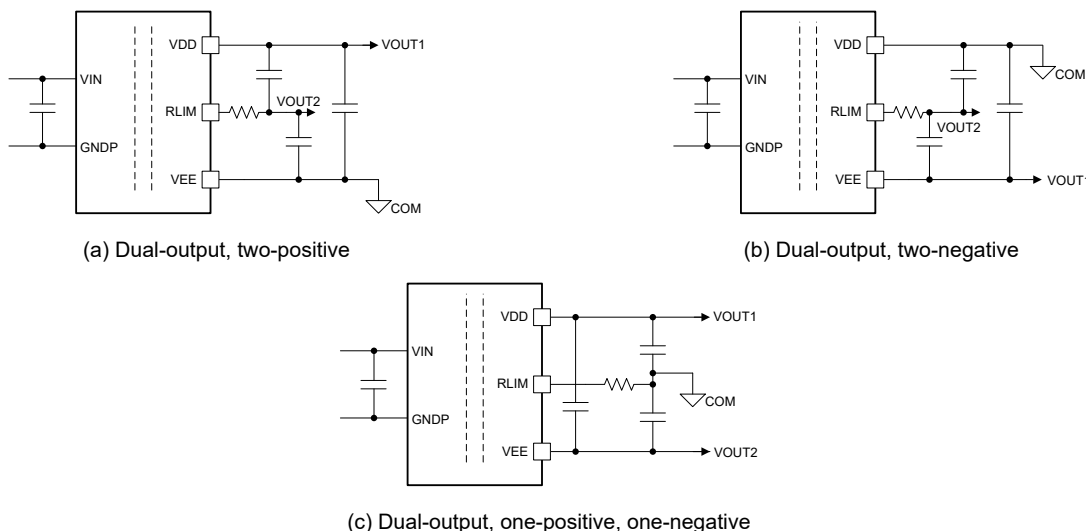 VDD
VOUT1
VIN
RLIM
VOUT2
GNDP
VEE
COM
(a) Dual-output, two-positive
VDD
COM
VIN
RLIM
VOUT2
GNDP
VEE
VOUT1
(b) Dual-output, two-negative
VDD
VOUT1
VIN
RLIM
COM
GNDP
VEE
VOUT2
(c) Dual-output, one-positive, one-negative